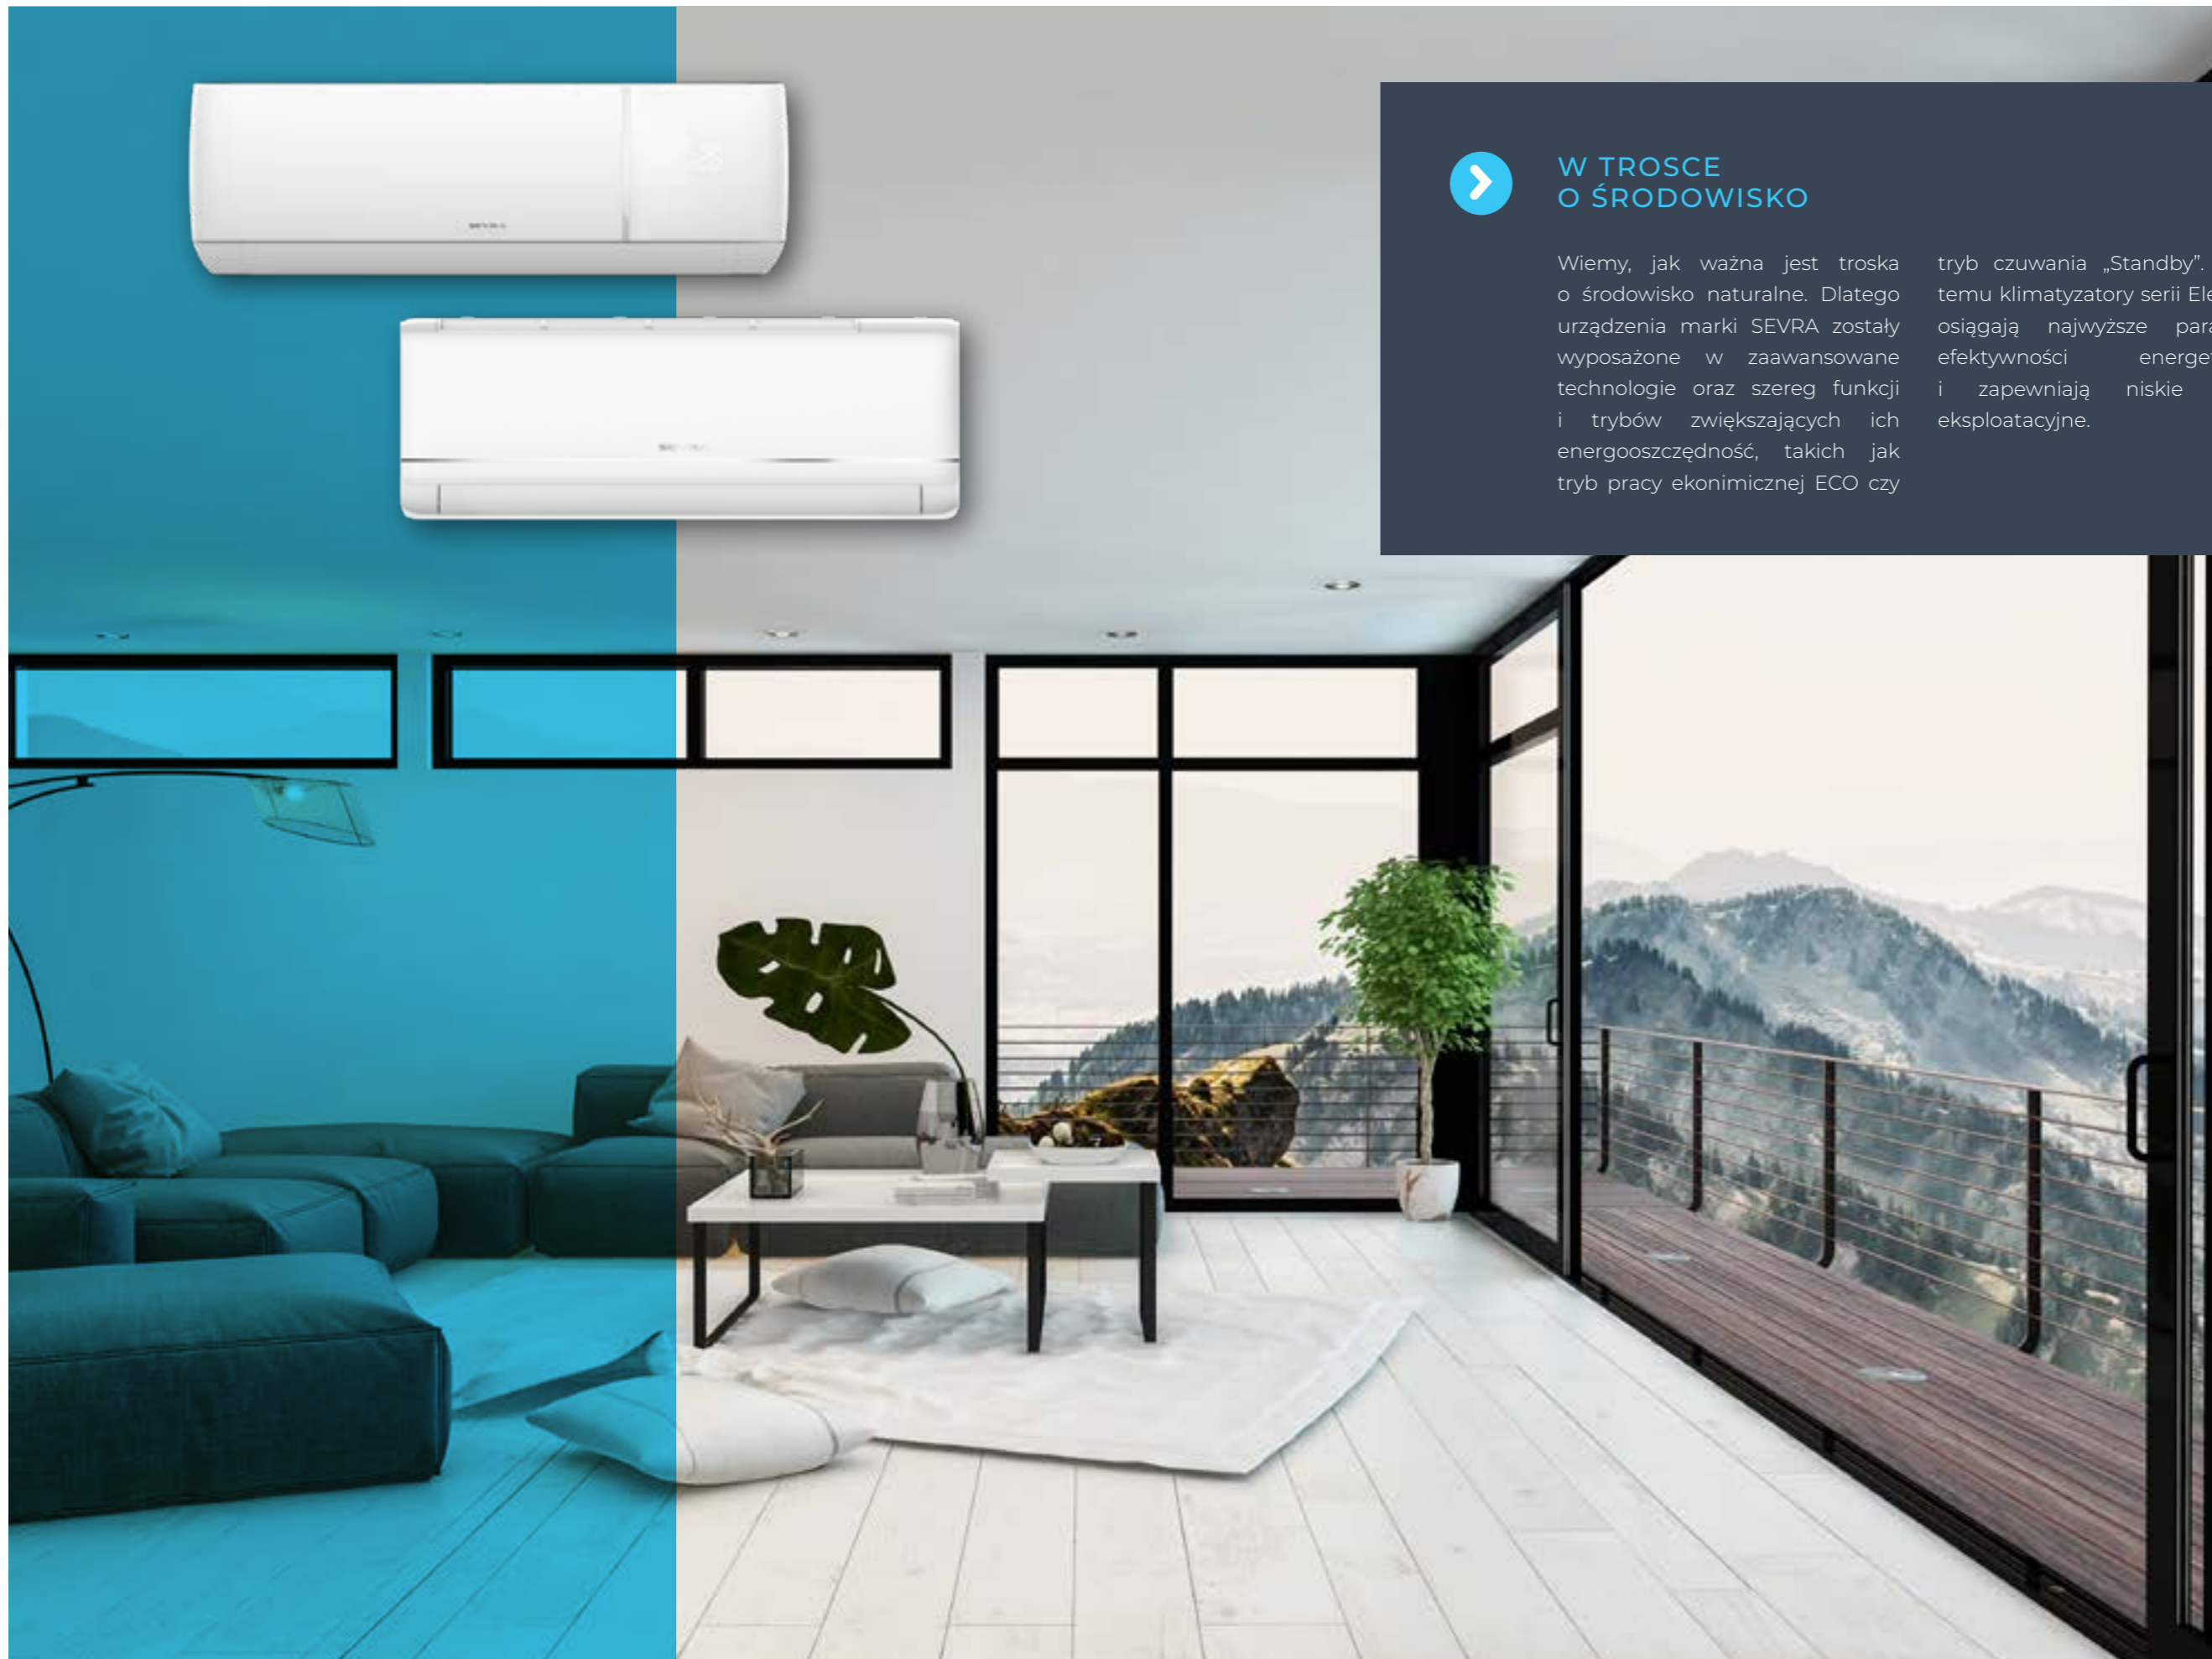 W TROSCE
O ŚRODOWISKO
Wiemy, jak ważna jest troska
o środowisko naturalne. Dlatego
urządzenia marki SEVRA zostały
wyposażone w zaawansowane
technologie oraz szereg funkcji
i trybów zwiększających ich
energooszczędność, takich jak
tryb pracy ekonimicznej ECO czy
tryb czuwania „Standby”.
temu klimatyzatory serii
osiągają najwyższe
efektywności
i zapewniają niskie
eksploatacyjne.